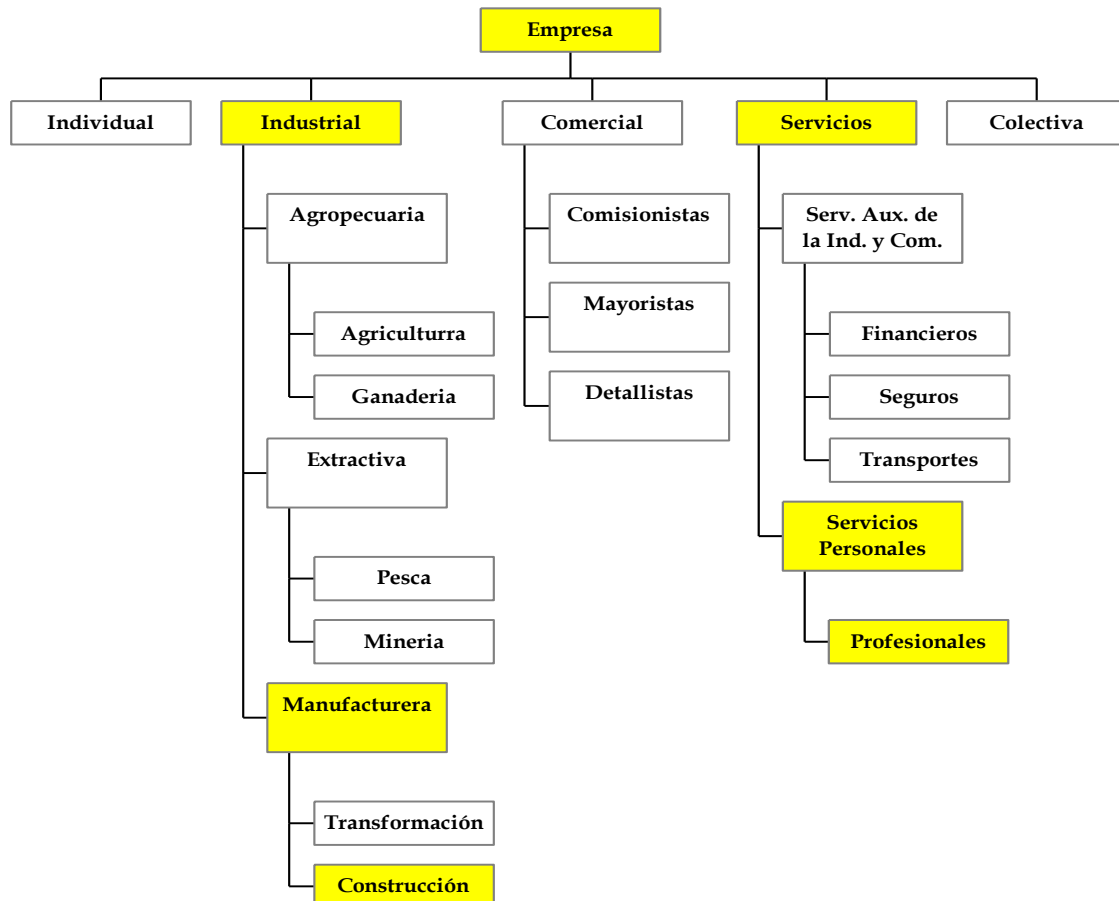 Empresa
Individual
Industrial
Comercial
Servicios
Colectiva
Agropecuaria
Agriculturra
Ganaderia
Extractiva
Pesca
Mineria
Manufacturera
Transformación
Construcción
Comisionistas
Mayoristas
Detallistas
Serv. Aux. de
la Ind. y Com.
Financieros
Seguros
Transportes
Servicios
Personales
Profesionales